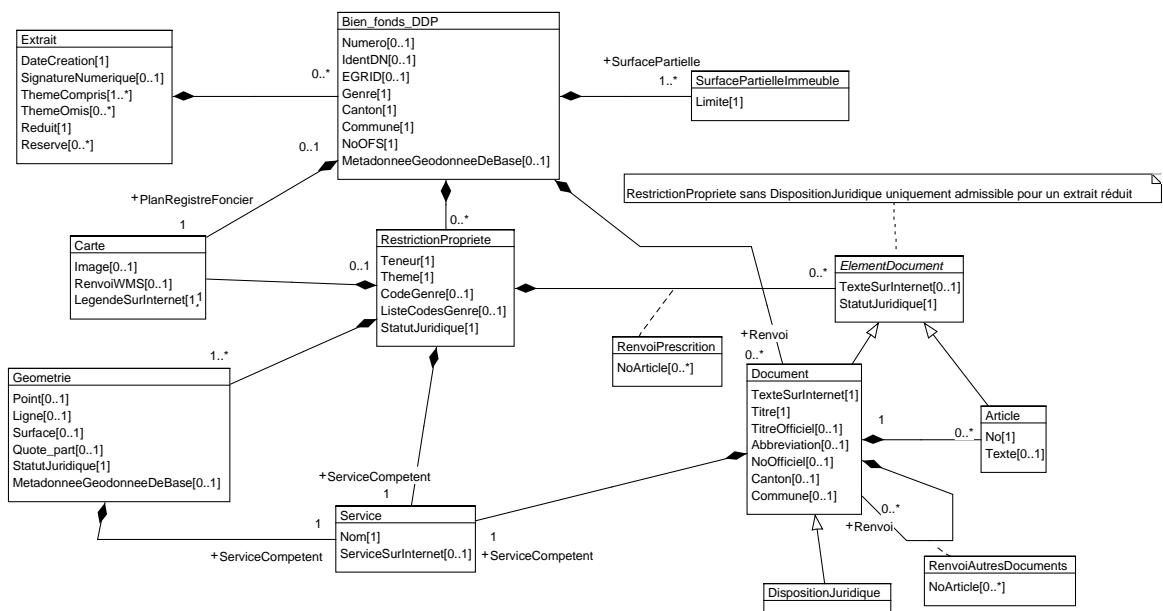 Extrait
DateCreation[1]
SignatureNumerique[0..1]
ThemeCompris[1..*]
ThemeOmis[0..*]
Reduit[1]
Reserve[0..*]
0..*
Bien_fonds_DDP
Numero[0..1]
IdentDN[0..1]
EGRID[0..1]
Genre[1]
Canton[1]
Commune[1]
NoOFS[1]
MetadonneeGeodonneeDeBase[0..1]
+SurfacePartielle
1..*
SurfacePartielleImmeuble
Limite[1]
0..1
+PlanRegistreFoncier
1
0..*
RestrictionPropriete sans DispositionJuridique uniquement admissible pour un extrait réduit
Carte
Image[0..1]
RenvoiWMS[0..1]
LegendeSurInternet[1]
1
0..1
RestrictionPropriete
Teneur[1]
Theme[1]
CodeGenre[0..1]
ListeCodesGenre[0..1]
StatutJuridique[1]
0..*
ElementDocument
TexteSurInternet[0..1]
StatutJuridique[1]
RenvoiPrescrition
NoArticle[0..*]
+Renvoi
0..*
1..*
Geometrie
Point[0..1]
Ligne[0..1]
Surface[0..1]
Quote_part[0..1]
StatutJuridique[1]
MetadonneeGeodonneeDeBase[0..1]
Document
TexteSurInternet[1]
Titre[1]
TitreOfficiel[0..1]
Abbreviation[0..1]
NoOfficiel[0..1]
Canton[0..1]
Commune[0..1]
1
0..*
Article
No[1]
Texte[0..1]
+ServiceCompetent
1
1
+ServiceCompetent
Service
Nom[1]
ServiceSurInternet[0..1]
1
+ServiceCompetent
0..*
+Renvoi
RenvoiAutresDocuments
NoArticle[0..*]
DispositionJuridique